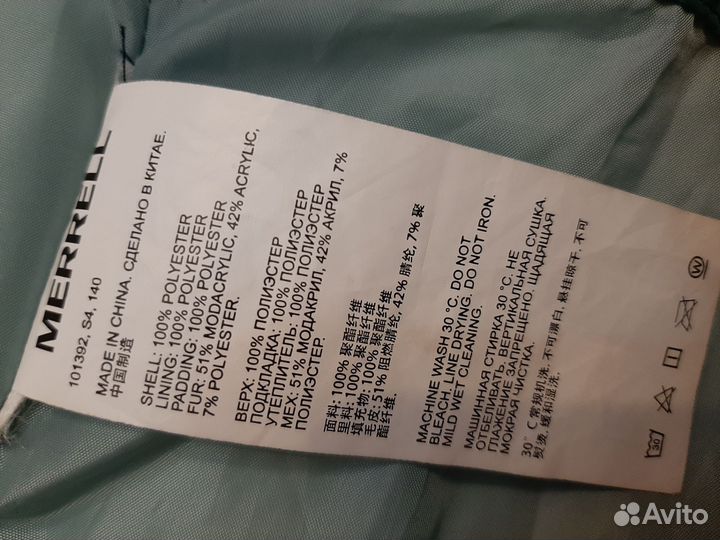 MERRELL
101392, S4, 140
MADE IN CHINA. СДЕЛАНО В КИТАЕ.
中国制造
SHELL: 100% POLYESTER
LINING: 100% POLYESTER
PADDING: 100% POLYESTER
FUR: 51% MODACRYLIC, 42% ACRYLIC,
7% POLYESTER.
ВЕРХ: 100% ПОЛИЭСТЕР
ПОДКЛАДКА: 100% ПОЛИЭСТЕР
УТЕПЛИТЕЛЬ: 100% ПОЛИЭСТЕР
МЕХ: 51% МОДАКРИЛ, 42% АКРИЛ, 7%
ПОЛИЭСТЕР.
面料: 100% 聚酯纤维
里料: 100% 聚酯纤维
填充物: 100% 聚酯纤维
毛皮: 51% 阻燃腈纶, 42% 腈纶, 7% 聚
酯纤维.
MACHINE WASH 30 °C. DO NOT
BLEACH, LINE DRYING. DO NOT IRON.
MILD WET CLEANING.
МАШИННАЯ СТИРКА 30 °C. НЕ
ОТБЕЛИВАТЬ. ВЕРТИКАЛЬНАЯ СУШКА.
ГЛАЖЕНИЕ ЗАПРЕЩЕНО. ЩАДЯЩАЯ
МОКРАЯ ЧИСТКА.
30° C 常规机洗. 不可漂白. 悬挂晾干. 不可
熨烫. 缓和湿洗.
30
W
Avito